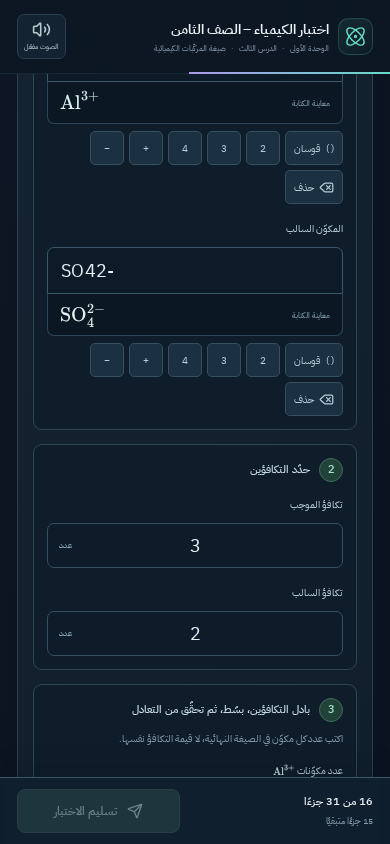 اختبار الكيمياء – الصف الثامن
الوحدة الأولى · الدرس الثالث · صيغة المركّبات الكيميائية
الصوت مفعّل
Al³⁺
معاينة الكتابة
() قوسان 2 3 4 + −
حذف
المكوّن السالب
SO42-
SO₄²⁻
معاينة الكتابة
() قوسان 2 3 4 + −
حذف
2 حدّد التكافؤين
تكافؤ الموجب
3
عدد
تكافؤ السالب
2
عدد
3 بادل التكافؤين، بسّط، ثم تحقّق من التعادل
اكتب عدد كل مكوّن في الصيغة النهائية، لا قيمة التكافؤ نفسها.
عدد مكوّنات Al³⁺
16 من 31 جزءًا
15 جزءًا متبقيًا
تسليم الاختبار